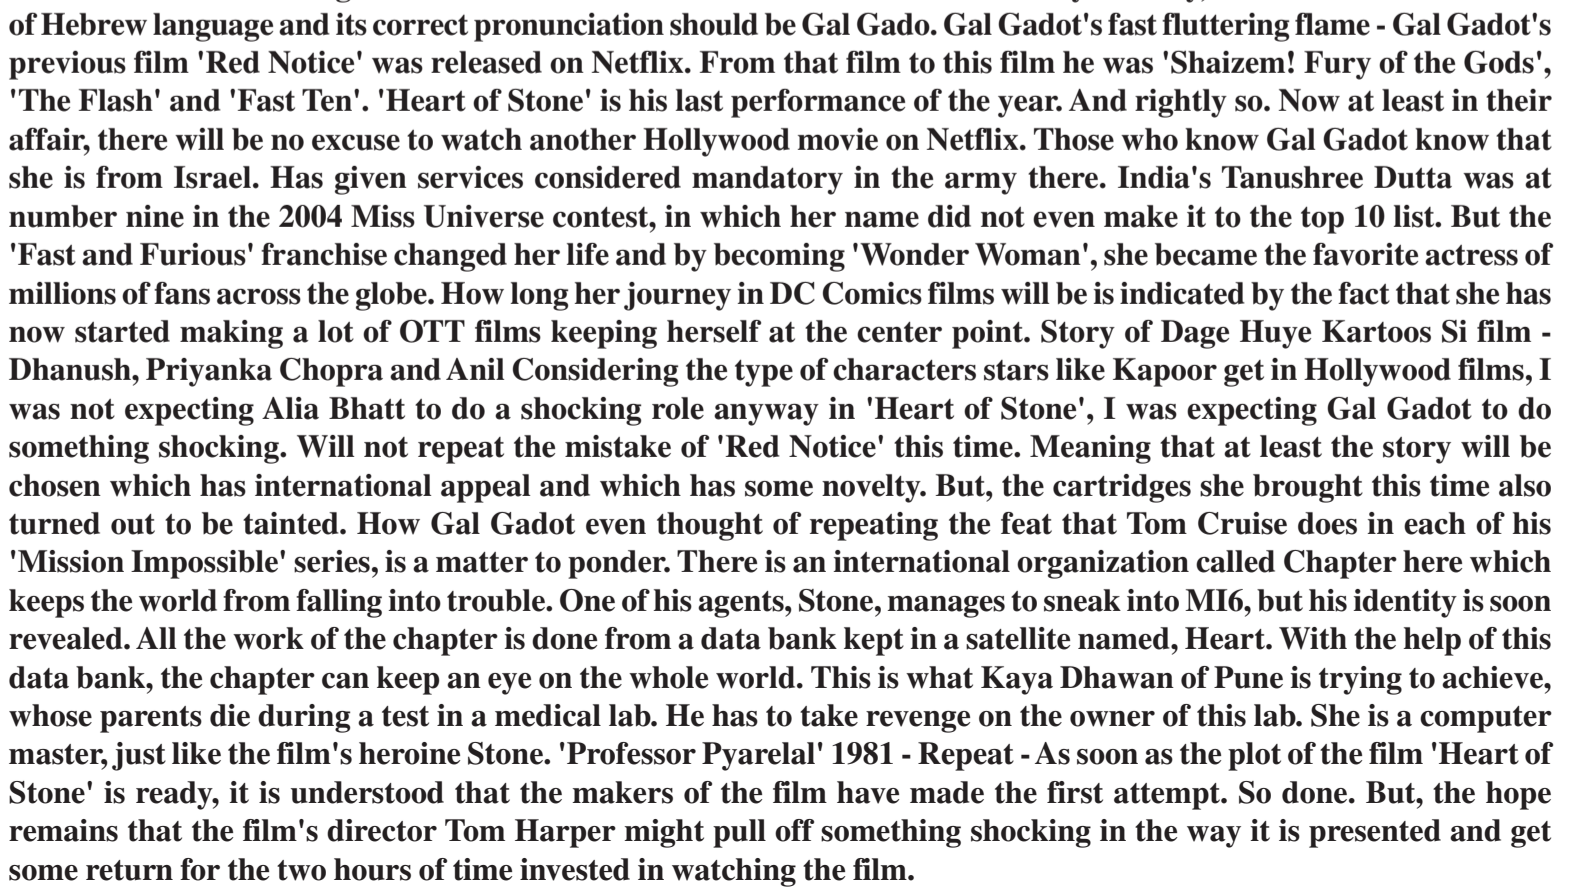 of Hebrew language and its correct pronunciation should be Gal Gado. Gal Gadot's fast fluttering flame - Gal Gadot's
previous film 'Red Notice' was released on Netflix. From that film to this film he was 'Shaizem! Fury of the Gods',
'The Flash' and 'Fast Ten'. 'Heart of Stone' is his last performance of the year. And rightly so. Now at least in their
affair, there will be no excuse to watch another Hollywood movie on Netflix. Those who know Gal Gadot know that
she is from Israel. Has given services considered mandatory in the army there. India's Tanushree Dutta was at
number nine in the 2004 Miss Universe contest, in which her name did not even make it to the top 10 list. But the
'Fast and Furious' franchise changed her life and by becoming 'Wonder Woman', she became the favorite actress of
millions of fans across the globe. How long her journey in DC Comics films will be is indicated by the fact that she has
now started making a lot of OTT films keeping herself at the center point. Story of Dage Huye Kartoos Si film -
Dhanush, Priyanka Chopra and Anil Considering the type of characters stars like Kapoor get in Hollywood films, I
was not expecting Alia Bhatt to do a shocking role anyway in 'Heart of Stone', I was expecting Gal Gadot to do
something shocking. Will not repeat the mistake of 'Red Notice' this time. Meaning that at least the story will be
chosen which has international appeal and which has some novelty. But, the cartridges she brought this time also
turned out to be tainted. How Gal Gadot even thought of repeating the feat that Tom Cruise does in each of his
'Mission Impossible' series, is a matter to ponder. There is an international organization called Chapter here which
keeps the world from falling into trouble. One of his agents, Stone, manages to sneak into MI6, but his identity is soon
revealed. All the work of the chapter is done from a data bank kept in a satellite named, Heart. With the help of this
data bank, the chapter can keep an eye on the whole world. This is what Kaya Dhawan of Pune is trying to achieve,
whose parents die during a test in a medical lab. He has to take revenge on the owner of this lab. She is a computer
master, just like the film's heroine Stone. 'Professor Pyarelal' 1981 - Repeat - As soon as the plot of the film 'Heart of
Stone' is ready, it is understood that the makers of the film have made the first attempt. So done. But, the hope
remains that the film's director Tom Harper might pull off something shocking in the way it is presented and get
some return for the two hours of time invested in watching the film.